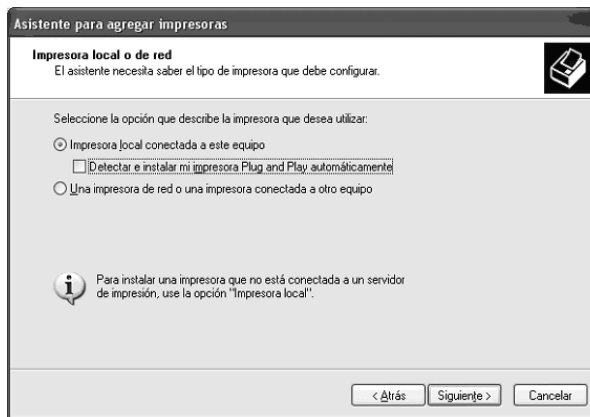 Asistente para agregar impresoras
Impresora local o de red
El asistente necesita saber el tipo de impresora que debe configurar.
Seleccione la opción que describe la impresora que desea utilizar:
Impresora local conectada a este equipo
Detectar e instalar mi impresora Plug and Play automáticamente
Una impresora de red o una impresora conectada a otro equipo
Para instalar una impresora que no está conectada a un servidor
de impresión, use la opción "Impresora local".
< Atrás Siguiente > Cancelar